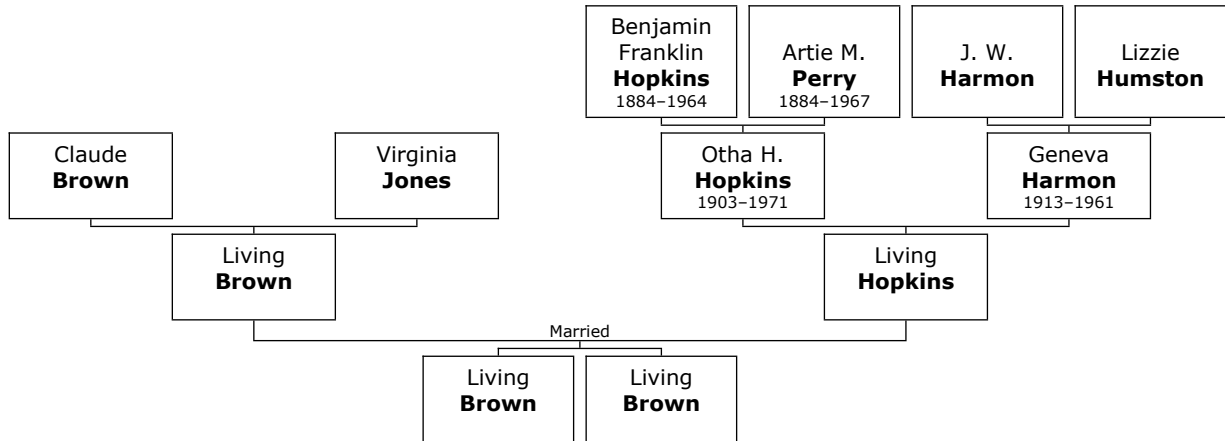 Benjamin
Franklin
Hopkins
1884–1964
Artie M.
Perry
1884–1967
J. W.
Harmon
Lizzie
Humston
Claude
Brown
Virginia
Jones
Otha H.
Hopkins
1903–1971
Geneva
Harmon
1913–1961
Living
Brown
Living
Hopkins
Married
Living
Brown
Living
Brown